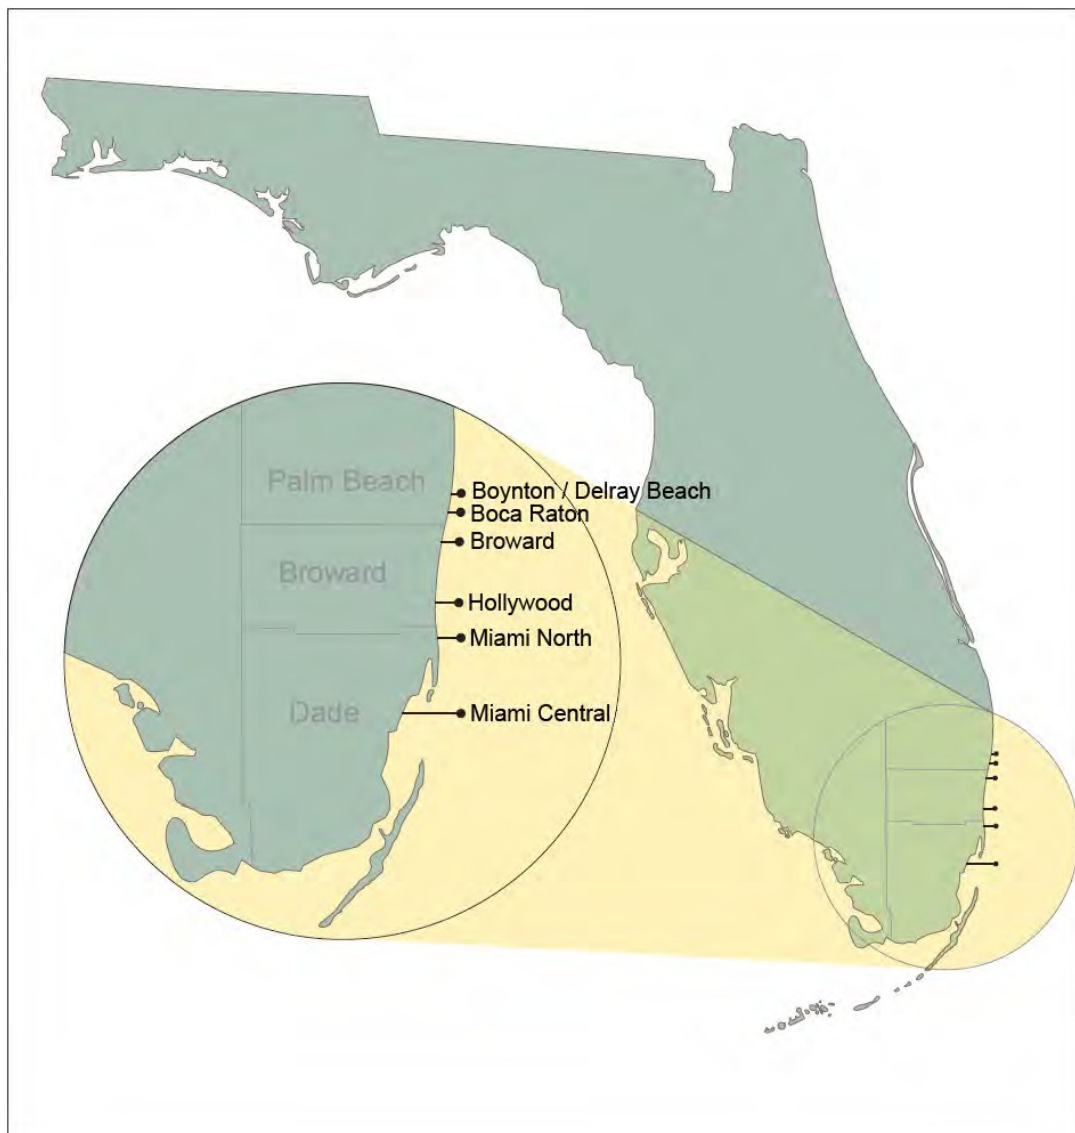 Palm Beach
Boynton / Delray Beach
Boca Raton
Broward
Broward
Hollywood
Miami North
Dade
Miami Central